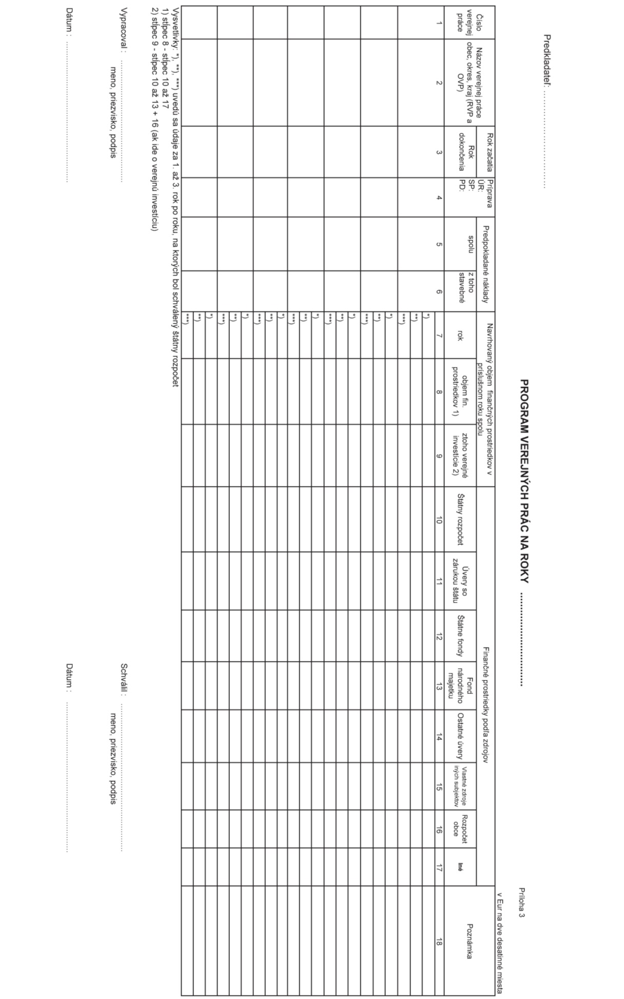 Predkladateľ: ……………………………
PROGRAM VEREJNÝCH PRÁC NA ROKY ................................
Príloha 3
v Eur na dve desatinné miesta
Číslo
verejnej
práce
Názov verejnej práce
obec, okres, kraj (RVP a
OVP)
Rok začatia
Rok
dokončenia
Príprava
ÚR:
SP:
PD:
Predpokladané náklady
spolu
z toho
stavebné
Navrhovaný objem finančných prostriedkov v
príslušnom roku spolu
rok
objem fin.
prostriedkov 1)
ztoho verejné
investície 2)
Finančné prostriedky podľa zdrojov
Štátny rozpočet
Úvery so
zárukou štátu
Štátne fondy
Fond
národného
majetku
Ostatné úvery
Vlastné zdroje
iných subjektov
Rozpočet
obce
Iné
Poznámka
1 2 3 4 5 6 7 8 9 10 11 12 13 14 15 16 17 18
*)
**)
***)
*)
**)
***)
*)
**)
***)
*)
**)
***)
*)
**)
***)
*)
**)
***)
*)
**)
***)
Vysvetlivky: *), **), ***) uvedú sa údaje za 1. až 3. rok po roku, na ktorých bol schválený štátny rozpočet
1) stĺpec 8 - stĺpec 10 až 17
2) stĺpec 9 - stĺpec 10 až 13 + 16 (ak ide o verejnú investíciu)
Vypracoval : ............................................................
meno, priezvisko, podpis
Schválil : ............................................................
meno, priezvisko, podpis
Dátum : ............................................................
Dátum : ............................................................